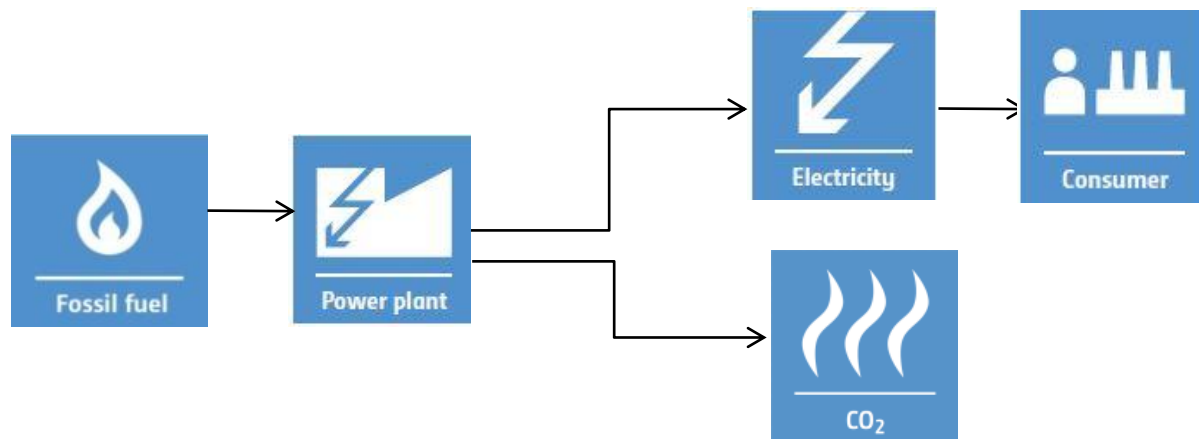 Fossil fuel
Power plant
Electricity
Consumer
CO₂